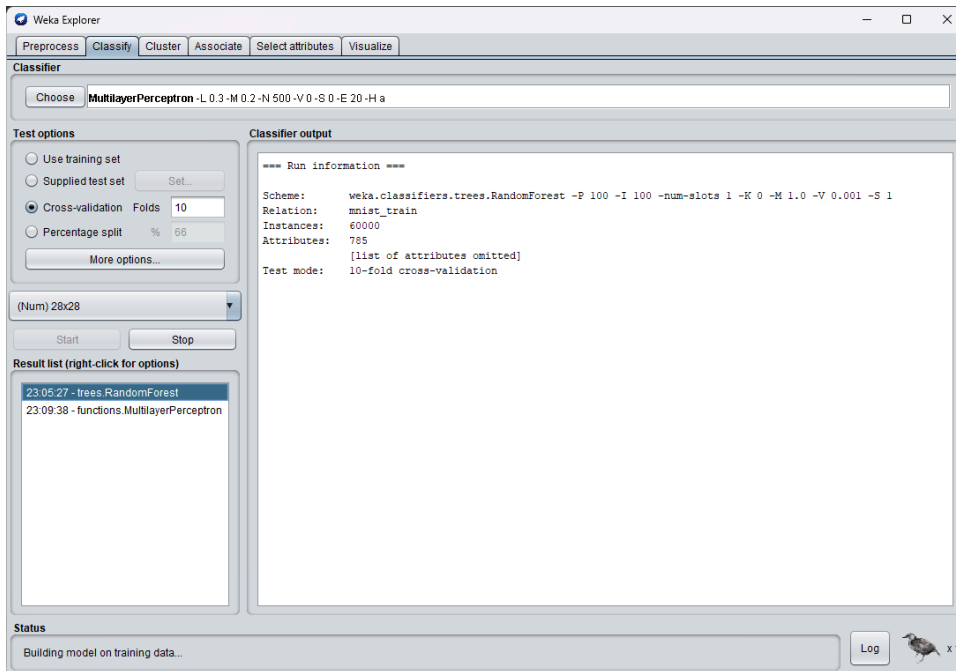 Weka Explorer
Preprocess Classify Cluster Associate Select attributes Visualize
Classifier
Choose MultilayerPerceptron -L 0.3 -M 0.2 -N 500 -V 0 -S 0 -E 20 -H a
Test options
Use training set
Supplied test set Set...
Cross-validation Folds 10
Percentage split % 66
More options...
(Num) 28x28
Start Stop
Result list (right-click for options)
23:05:27 - trees.RandomForest
23:09:38 - functions.MultilayerPerceptron
Classifier output
=== Run information ===
Scheme: weka.classifiers.trees.RandomForest -P 100 -I 100 -num-slots 1 -K 0 -M 1.0 -V 0.001 -S 1
Relation: mnist_train
Instances: 60000
Attributes: 785
[list of attributes omitted]
Test mode: 10-fold cross-validation
Status
Building model on training data...
Log x